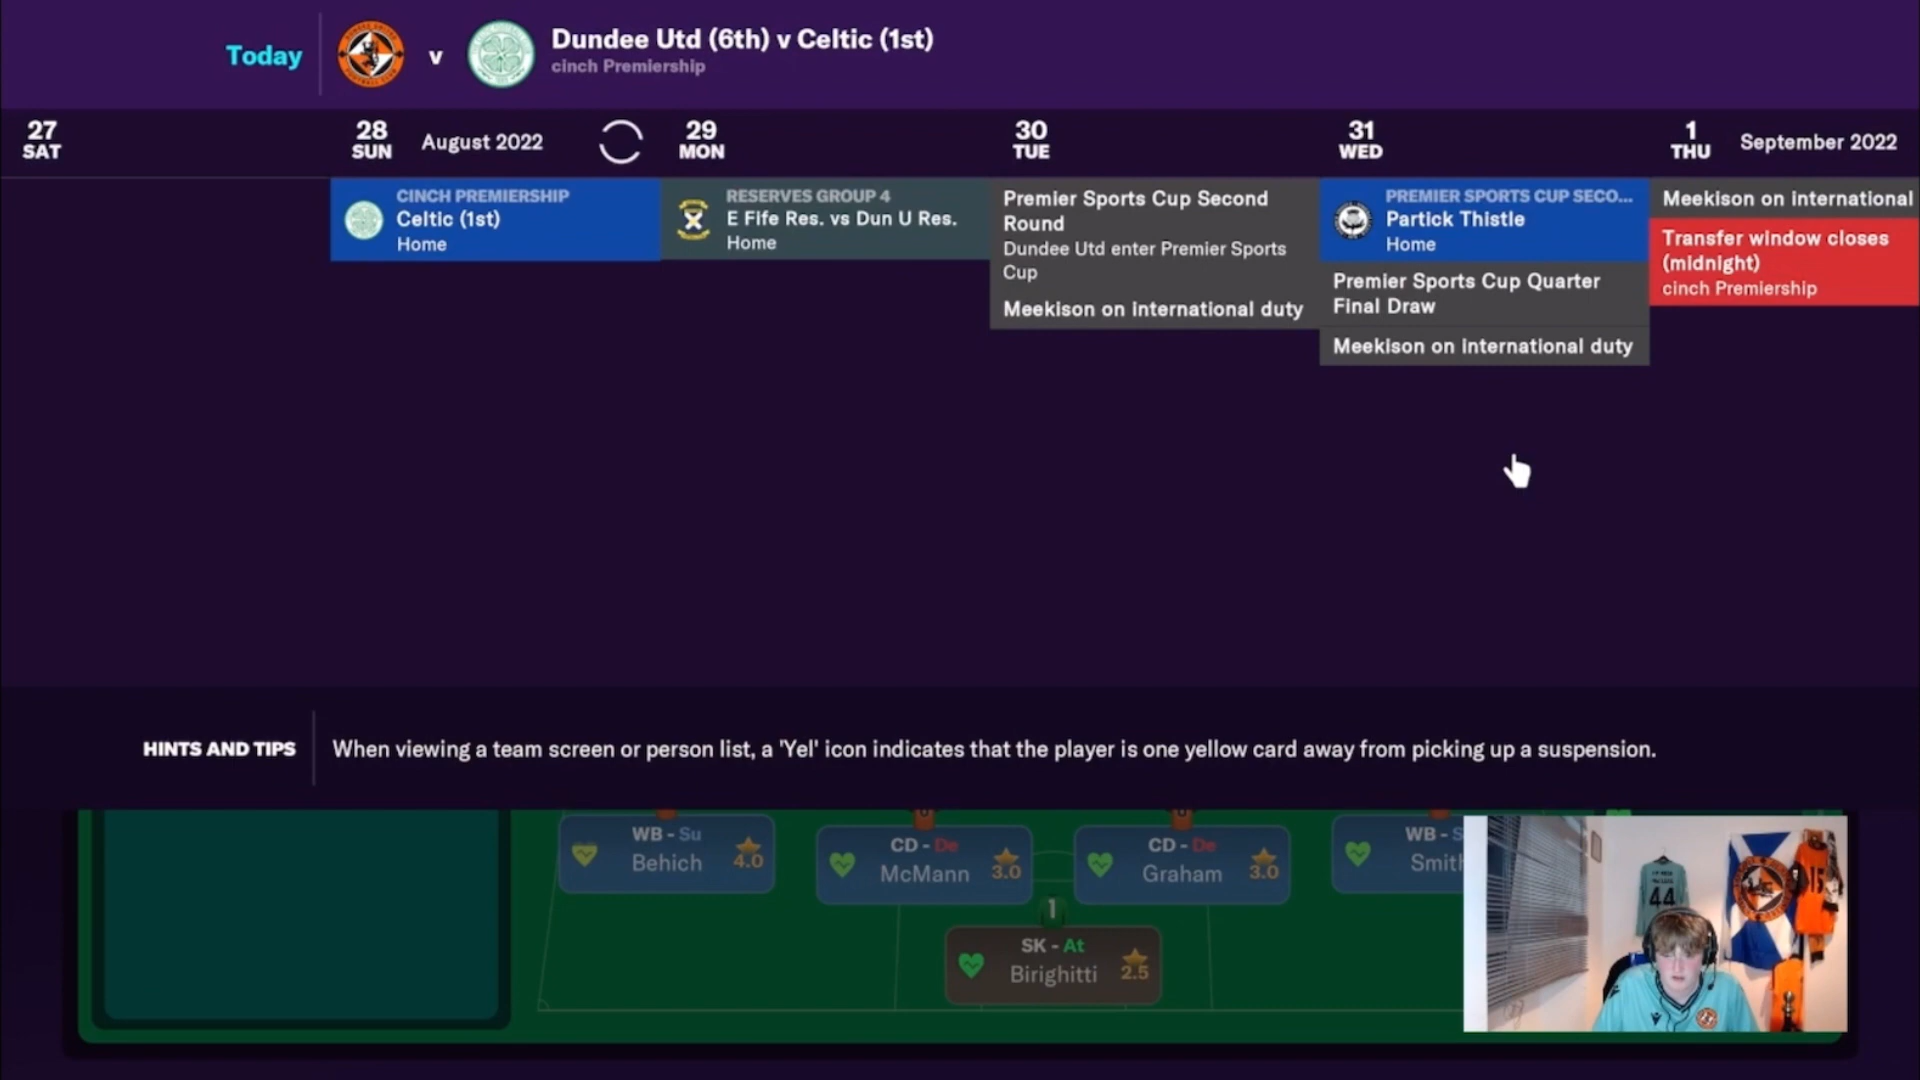 Today
v
Dundee Utd (6th) v Celtic (1st)
cinch Premiership
27
SAT
28
SUN
August 2022
29
MON
30
TUE
31
WED
1
THU
September 2022
CINCH PREMIERSHIP
Celtic (1st)
Home
RESERVES GROUP 4
E Fife Res. vs Dun U Res.
Home
Premier Sports Cup Second
Round
Dundee Utd enter Premier Sports
Cup
Meekison on international duty
PREMIER SPORTS CUP SECO...
Partick Thistle
Home
Premier Sports Cup Quarter
Final Draw
Meekison on international duty
Meekison on international
Transfer window closes
(midnight)
cinch Premiership
HINTS AND TIPS
When viewing a team screen or person list, a 'Yel' icon indicates that the player is one yellow card away from picking up a suspension.
WB - Su
Behich
4.0
CD - De
McMann
3.0
CD - De
Graham
3.0
WB - S
Smith
1
SK - At
Birighitti
2.5
44
15